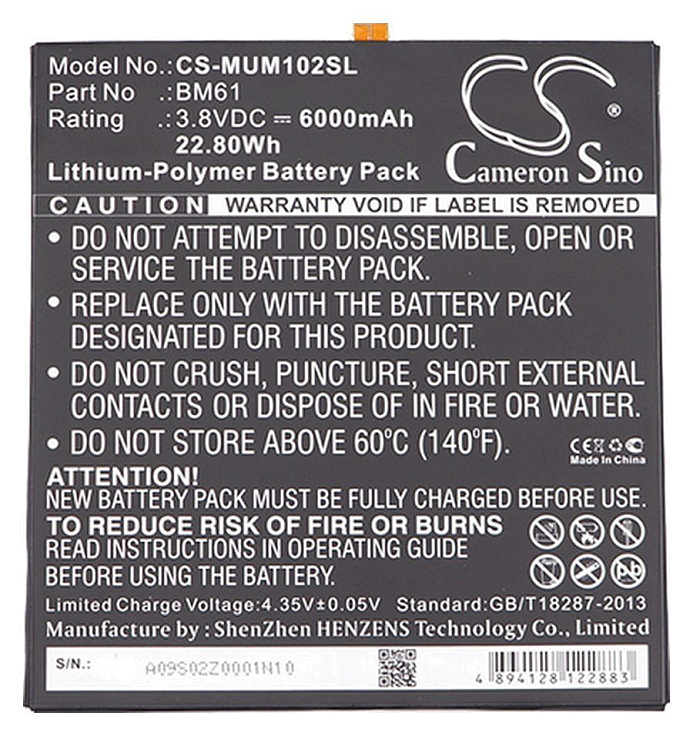 Model No.:CS-MUM102SL
Part No .:BM61
Rating .:3.8VDC ⎓ 6000mAh
22.80Wh
Lithium-Polymer Battery Pack
CS
Cameron Sino
®
CAUTION WARRANTY VOID IF LABEL IS REMOVED
• DO NOT ATTEMPT TO DISASSEMBLE, OPEN OR
SERVICE THE BATTERY PACK.
• REPLACE ONLY WITH THE BATTERY PACK
DESIGNATED FOR THIS PRODUCT.
• DO NOT CRUSH, PUNCTURE, SHORT EXTERNAL
CONTACTS OR DISPOSE OF IN FIRE OR WATER.
• DO NOT STORE ABOVE 60°C (140°F).
CE
Made In China
ATTENTION!
NEW BATTERY PACK MUST BE FULLY CHARGED BEFORE USE.
TO REDUCE RISK OF FIRE OR BURNS
READ INSTRUCTIONS IN OPERATING GUIDE
BEFORE USING THE BATTERY.
Pb
Limited Charge Voltage:4.35V±0.05V Standard:GB/T18287-2013
Manufacture by : ShenZhen HENZENS Technology Co., Limited
S/N.: A09S02Z0001N10
4 894128 122883